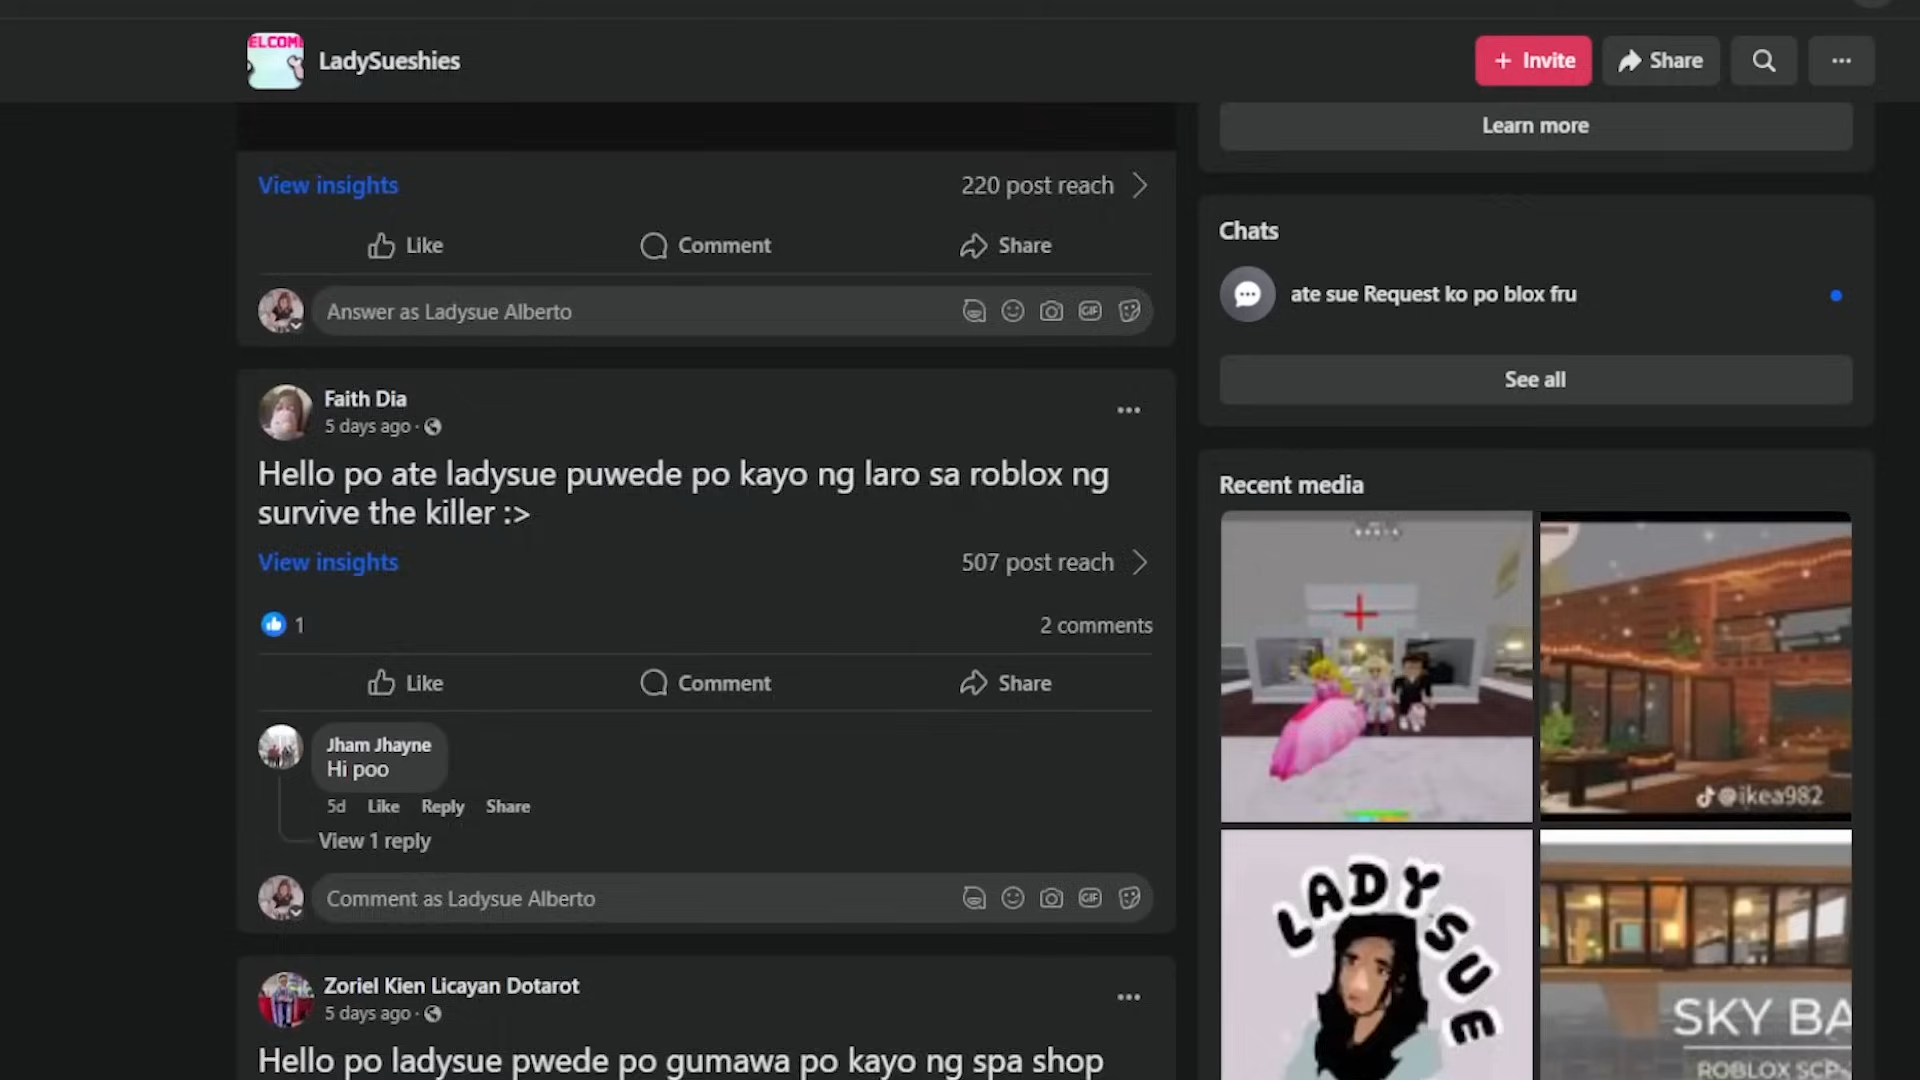 ELCOM
LadySueshies
+ Invite
Share
Learn more
View insights
220 post reach
Like
Comment
Share
Answer as Ladysue Alberto
GIF
Chats
ate sue Request ko po blox fru
See all
Faith Dia
5 days ago ·
Hello po ate ladysue puwede po kayo ng laro sa roblox ng
survive the killer :>
View insights
507 post reach
1
2 comments
Like
Comment
Share
Jham Jhayne
Hi poo
5d Like Reply Share
View 1 reply
Comment as Ladysue Alberto
GIF
Zoriel Kien Licayan Dotarot
5 days ago ·
Hello po ladysue pwede po gumawa po kayo ng spa shop
Recent media
@ikea982
LADYSUE
SKY BA
ROBLOX SCP-